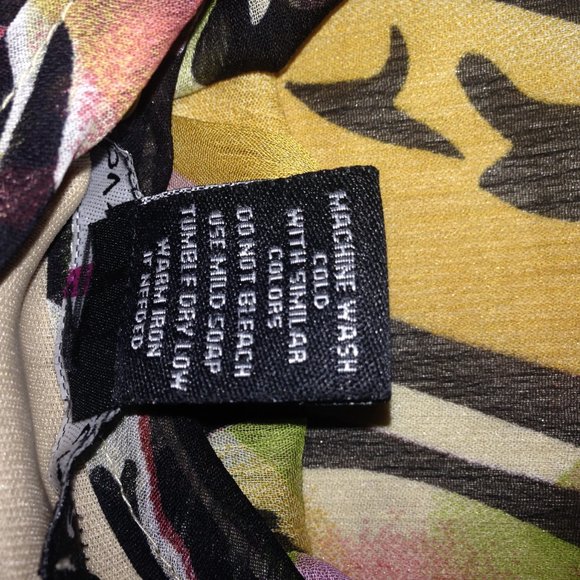 MACHINE WASH
COLD
WITH SIMILAR
COLORS
DO NOT BLEACH
USE MILD SOAP
TUMBLE DRY LOW
WARM IRON
IF NEEDED